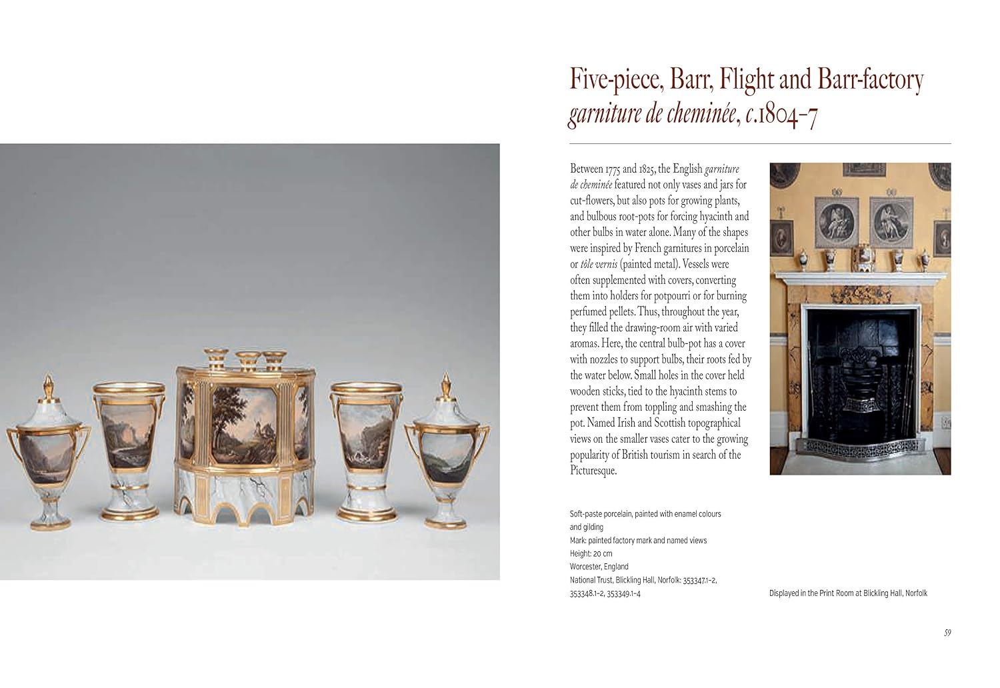 Five-piece, Barr, Flight and Barr-factory
garniture de cheminée, c.1804–7
Between 1775 and 1825, the English garniture
de cheminée featured not only vases and jars for
cut-flowers, but also pots for growing plants,
and bulbous root-pots for forcing hyacinth and
other bulbs in water alone. Many of the shapes
were inspired by French garnitures in porcelain
or tôle vernis (painted metal). Vessels were
often supplemented with covers, converting
them into holders for potpourri or for burning
perfumed pellets. Thus, throughout the year,
they filled the drawing-room air with varied
aromas. Here, the central bulb-pot has a cover
with nozzles to support bulbs, their roots fed by
the water below. Small holes in the cover held
wooden sticks, tied to the hyacinth stems to
prevent them from toppling and smashing the
pot. Named Irish and Scottish topographical
views on the smaller vases cater to the growing
popularity of British tourism in search of the
Picturesque.
Soft-paste porcelain, painted with enamel colours
and gilding
Mark: painted factory mark and named views
Height: 20 cm
Worcester, England
National Trust, Blickling Hall, Norfolk: 353347.1–2,
353348.1–2, 353349.1–4
Displayed in the Print Room at Blickling Hall, Norfolk
59